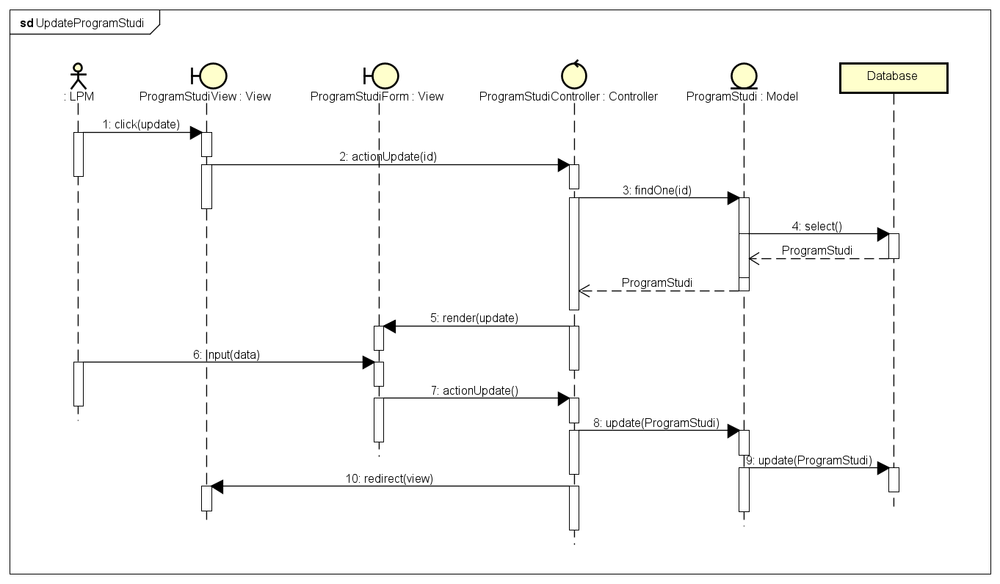 sd UpdateProgramStudi
Database
: LPM
ProgramStudiView : View
ProgramStudiForm : View
ProgramStudiController : Controller
ProgramStudi : Model
1: click(update)
2: actionUpdate(id)
3: findOne(id)
4: select()
ProgramStudi
ProgramStudi
5: render(update)
6: input(data)
7: actionUpdate()
8: update(ProgramStudi)
9: update(ProgramStudi)
10: redirect(view)